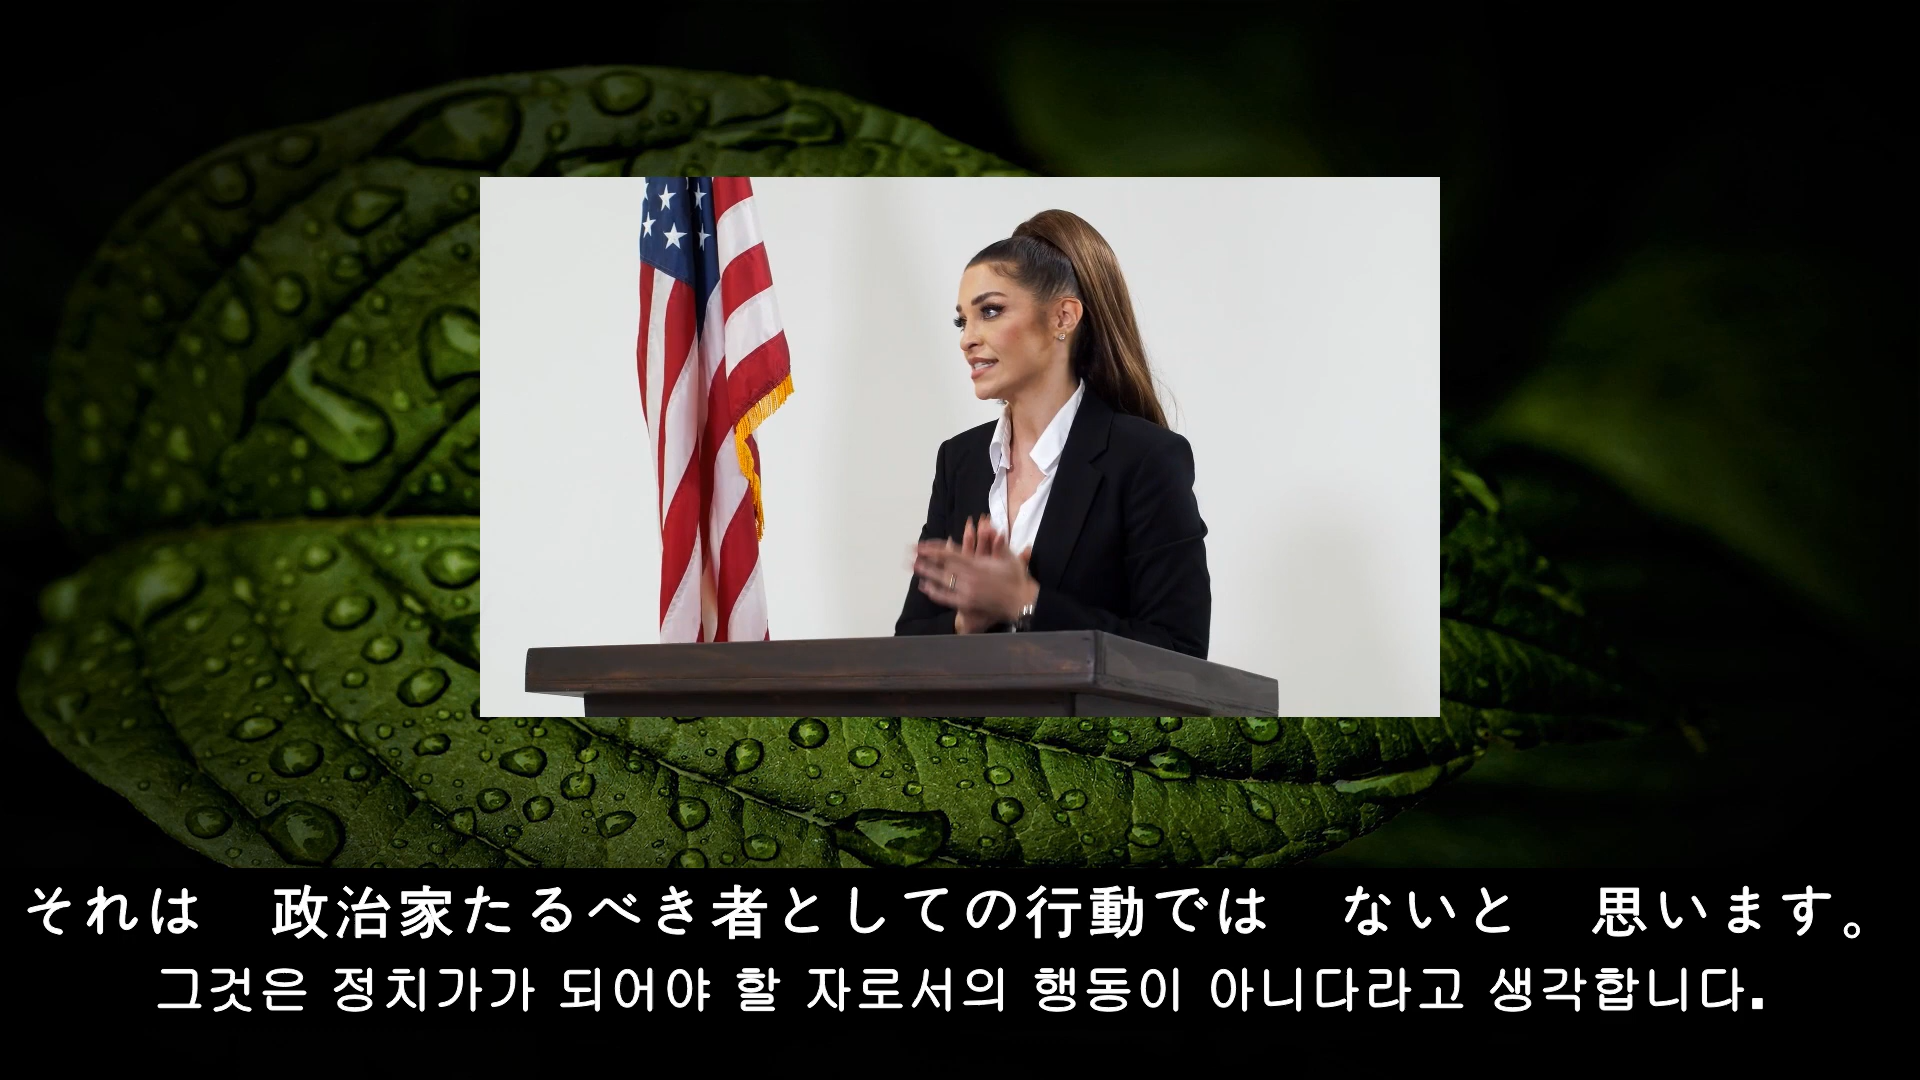 それは　政治家たるべき者としての行動では　ないと　思います。
그것은 정치가가 되어야 할 자로서의 행동이 아니다라고 생각합니다.